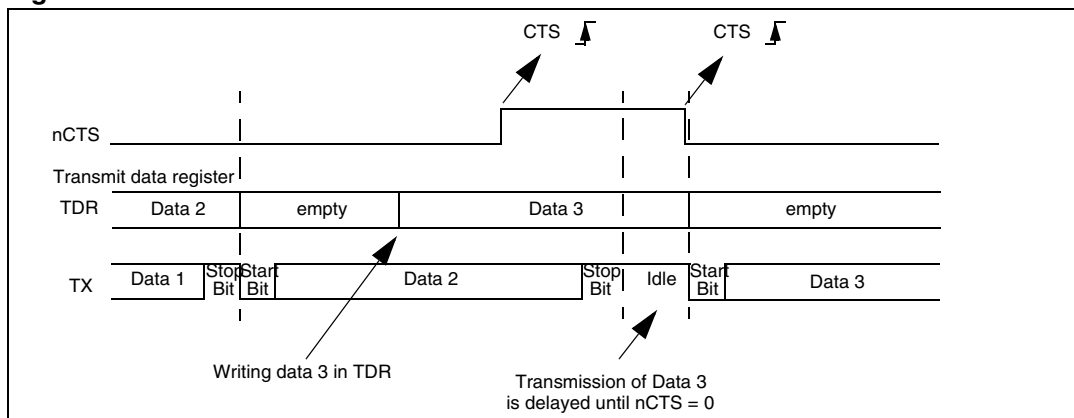 CTS CTS
nCTS
Transmit data register
TDR Data 2 empty Data 3 empty
TX Data 1 Stop Bit Start Bit Data 2 Stop Bit Idle Start Bit Data 3
Writing data 3 in TDR
Transmission of Data 3
is delayed until nCTS = 0